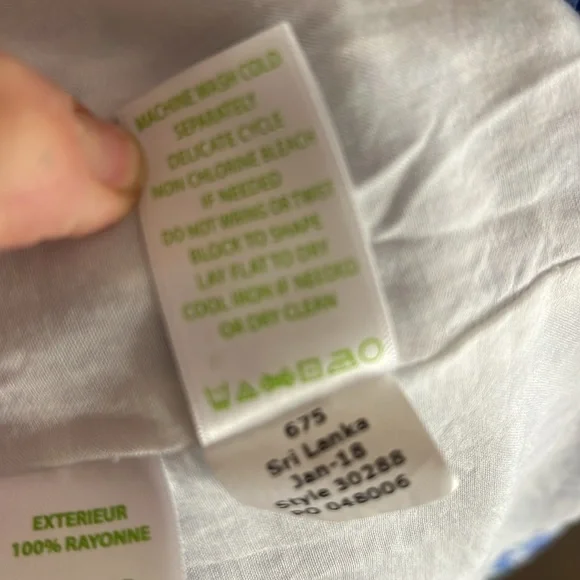 MACHINE WASH COLD
SEPARATELY
DELICATE CYCLE
NON CHLORINE BLEACH
IF NEEDED
DO NOT WRING OR TWIST
BLOCK TO SHAPE
LAY FLAT TO DRY
COOL IRON IF NEEDED
OR DRY CLEAN
675
Sri Lanka
Jan-18
Style 30288
PO 048006
EXTERIEUR
100% RAYONNE